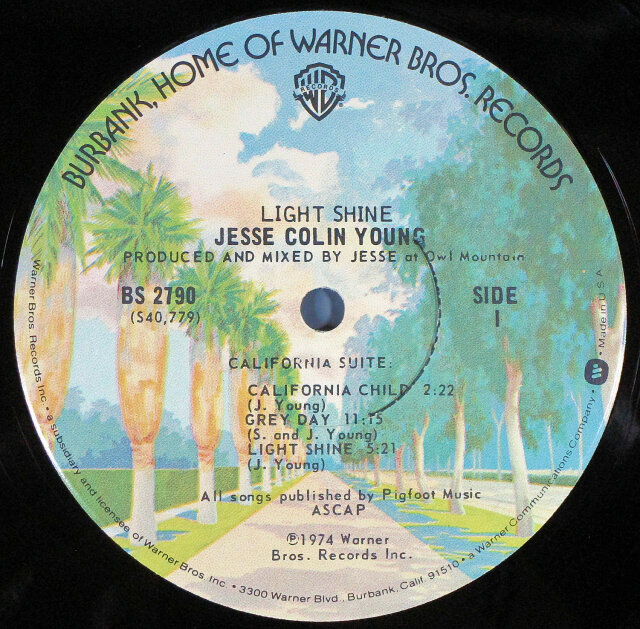 BURBANK, HOME OF WARNER BROS. RECORDS
WB
RECORDS
LIGHT SHINE
JESSE COLIN YOUNG
PRODUCED AND MIXED BY JESSE at Owl Mountain
BS 2790
(S40,779)
SIDE
1
CALIFORNIA SUITE:
CALIFORNIA CHILD 2:22
(J. Young)
GREY DAY 11:15
(S. and J. Young)
LIGHT SHINE 5:21
(J. Young)
All songs published by Pigfoot Music
ASCAP
℗1974 Warner
Bros. Records Inc.
Warner Bros. Records Inc. • a subsidiary and licensee of Warner Bros. Inc. • 3300 Warner Blvd., Burbank, Calif. 91510 • a Warner Communications Company • Made in U.S.A.